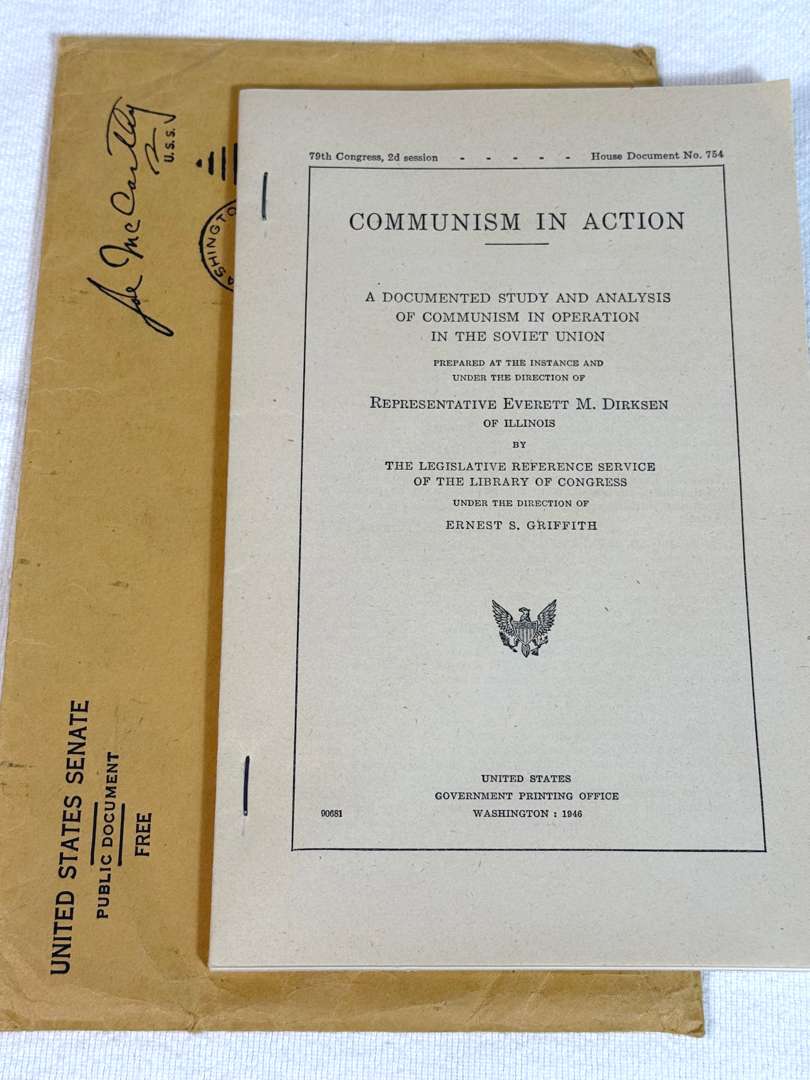 Joe McCarthy
U.S.S.
UNITED STATES SENATE
PUBLIC DOCUMENT
FREE
79th Congress, 2d session - - - - - House Document No. 754
COMMUNISM IN ACTION
A DOCUMENTED STUDY AND ANALYSIS
OF COMMUNISM IN OPERATION
IN THE SOVIET UNION
PREPARED AT THE INSTANCE AND
UNDER THE DIRECTION OF
REPRESENTATIVE EVERETT M. DIRKSEN
OF ILLINOIS
BY
THE LEGISLATIVE REFERENCE SERVICE
OF THE LIBRARY OF CONGRESS
UNDER THE DIRECTION OF
ERNEST S. GRIFFITH
UNITED STATES
GOVERNMENT PRINTING OFFICE
90681 WASHINGTON : 1946